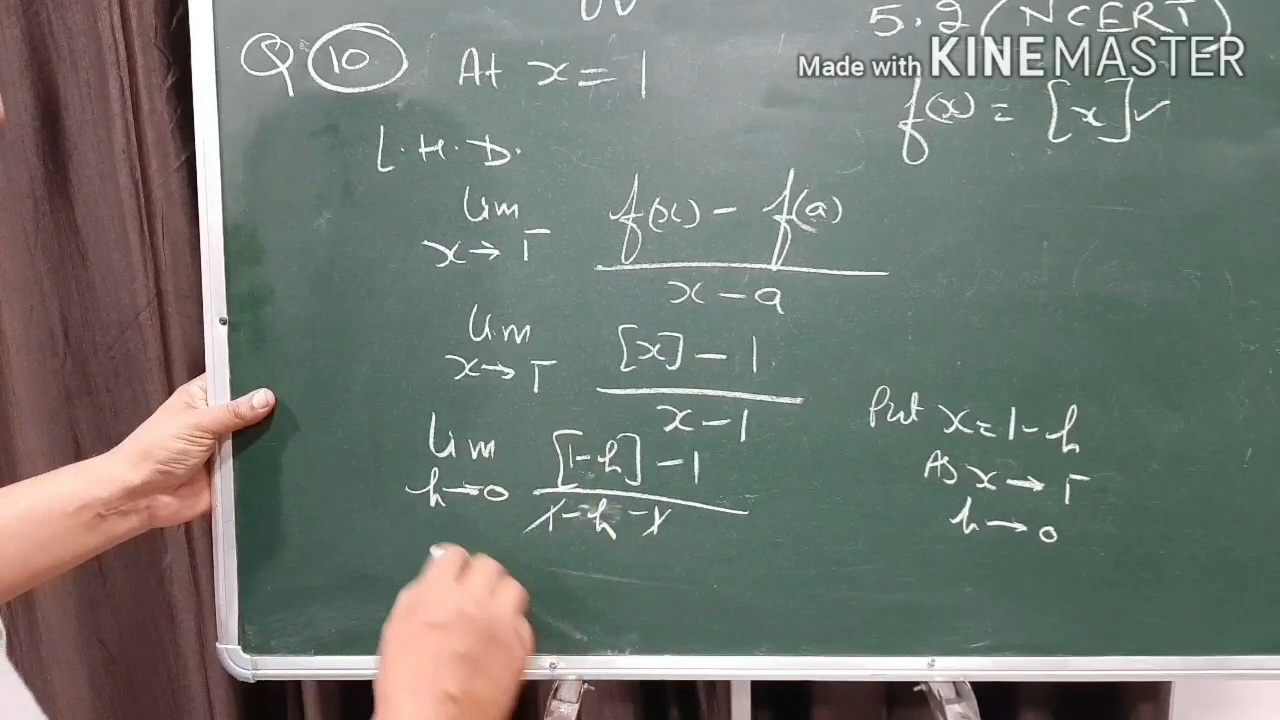 5.2 (NCERT)
Made with KINEMASTER
Q. 10 At x = 1
f(x) = [x] ✓
L.H.D.
lim x→1⁻ f(x) - f(a) / x - a
lim x→1⁻ [x] - 1 / x - 1
Put x = 1 - h
lim h→0 [1 - h] - 1 / 1 - h - 1
As x → 1⁻
h → 0